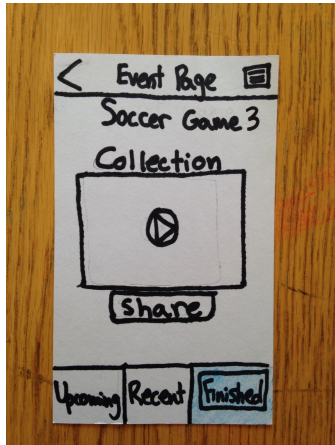 Event Page
Soccer Game 3
Collection
Share
Upcoming Recent Finished